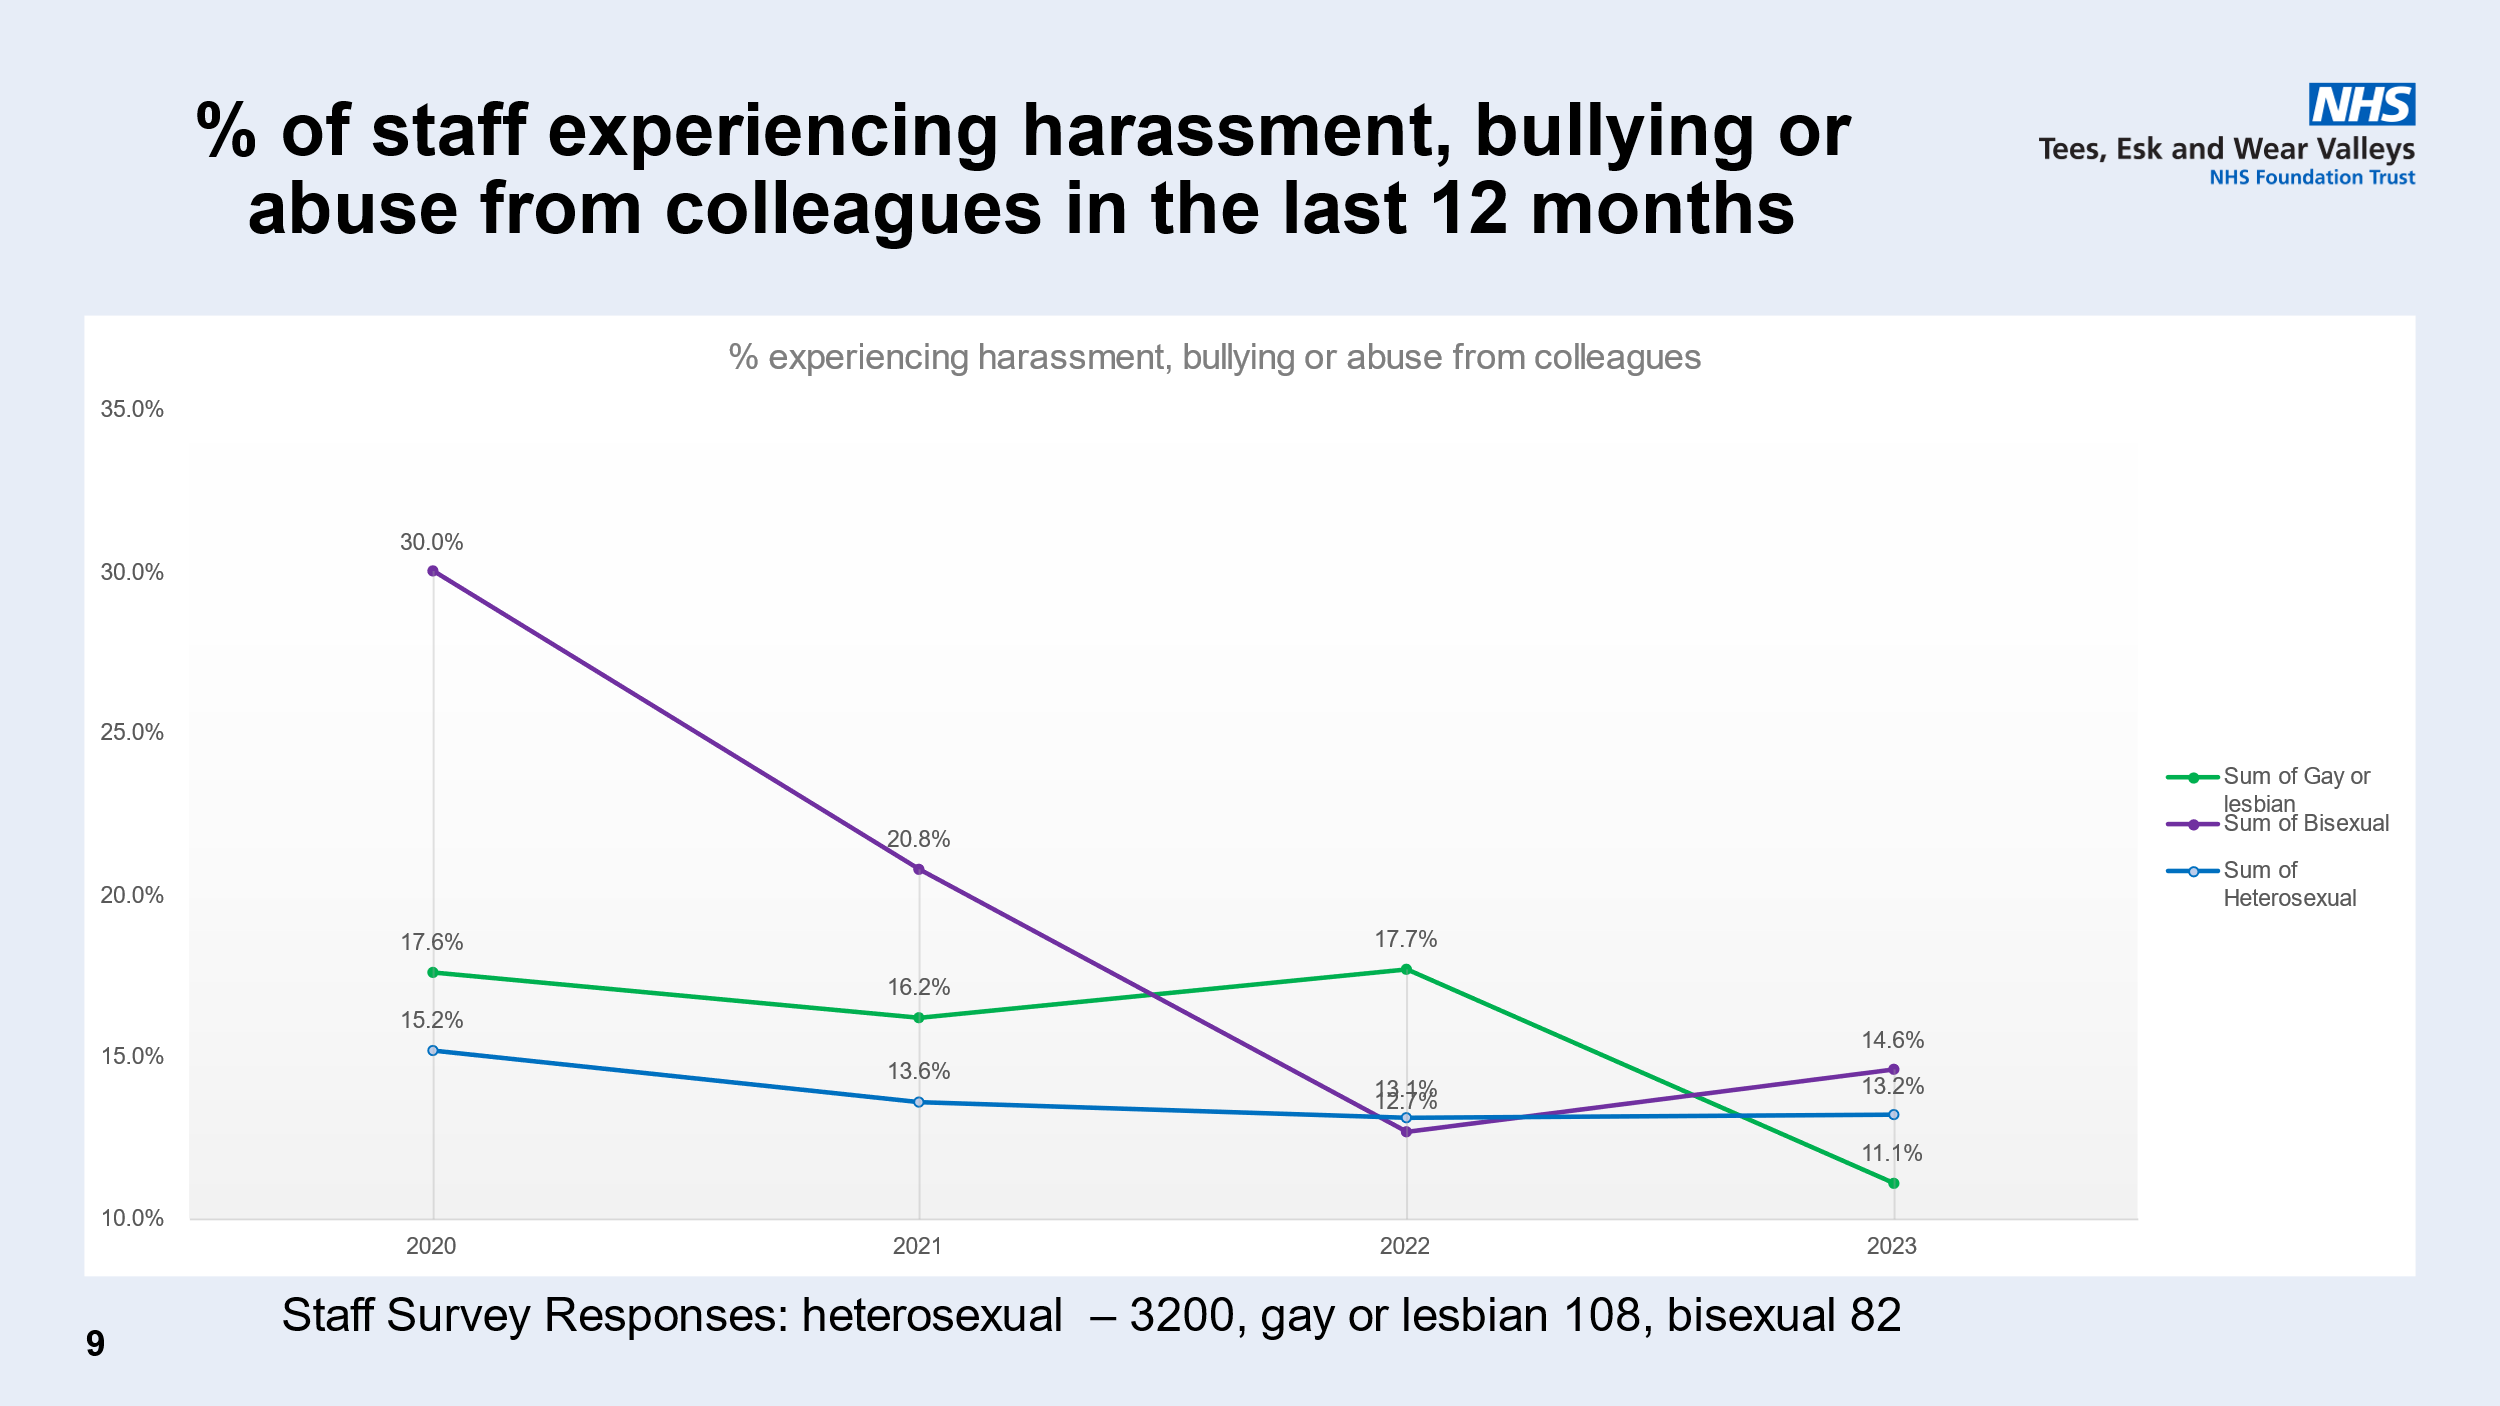 % of staff experiencing harassment, bullying or
abuse from colleagues in the last 12 months
NHS
Tees, Esk and Wear Valleys
NHS Foundation Trust
% experiencing harassment, bullying or abuse from colleagues
35.0%
30.0%
25.0%
20.0%
15.0%
10.0%
30.0%
20.8%
17.6%
16.2%
17.7%
15.2%
13.6%
13.1%
12.7%
14.6%
13.2%
11.1%
2020
2021
2022
2023
Sum of Gay or
lesbian
Sum of Bisexual
Sum of
Heterosexual
Staff Survey Responses: heterosexual – 3200, gay or lesbian 108, bisexual 82
9